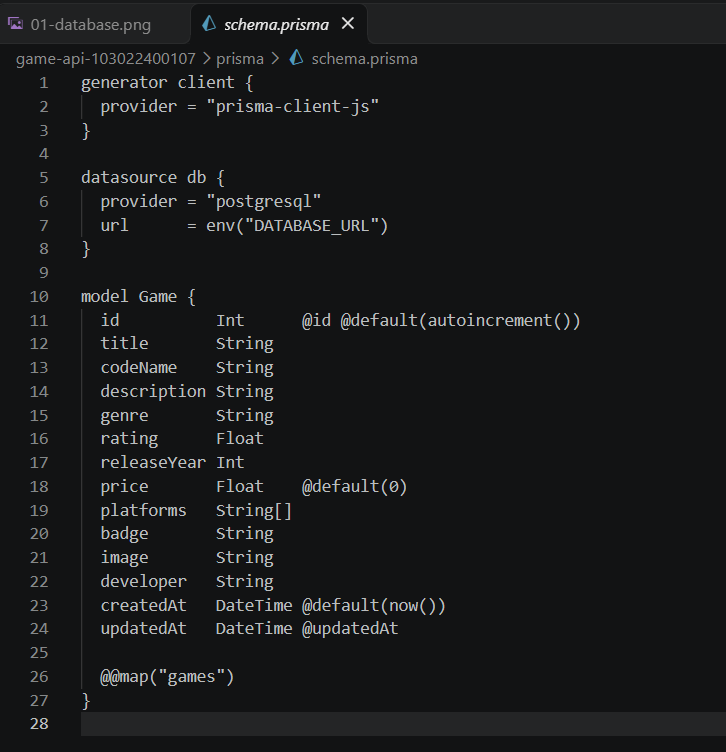 01-database.png schema.prisma
game-api-103022400107 > prisma > schema.prisma
1 generator client {
2   provider = "prisma-client-js"
3 }
4
5 datasource db {
6   provider = "postgresql"
7   url      = env("DATABASE_URL")
8 }
9
10 model Game {
11   id          Int      @id @default(autoincrement())
12   title       String
13   codeName    String
14   description String
15   genre       String
16   rating      Float
17   releaseYear Int
18   price       Float    @default(0)
19   platforms   String[]
20   badge       String
21   image       String
22   developer   String
23   createdAt   DateTime @default(now())
24   updatedAt   DateTime @updatedAt
25
26   @@map("games")
27 }
28